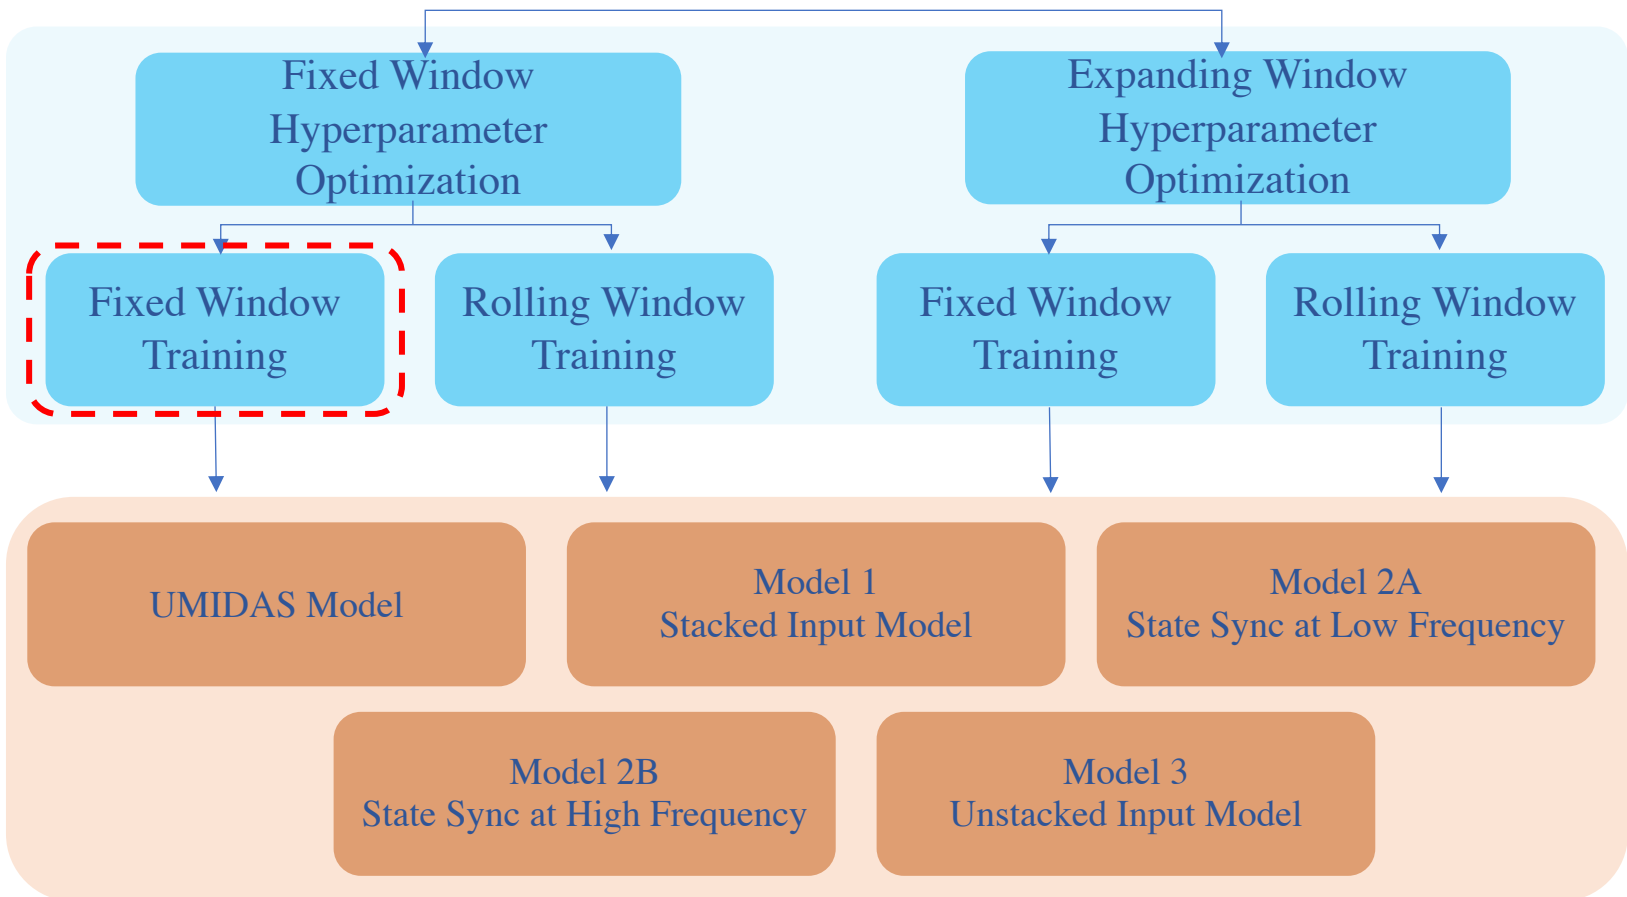 Fixed Window
Hyperparameter
Optimization
Expanding Window
Hyperparameter
Optimization
Fixed Window
Training
Rolling Window
Training
Fixed Window
Training
Rolling Window
Training
UMIDAS Model
Model 1
Stacked Input Model
Model 2A
State Sync at Low Frequency
Model 2B
State Sync at High Frequency
Model 3
Unstacked Input Model